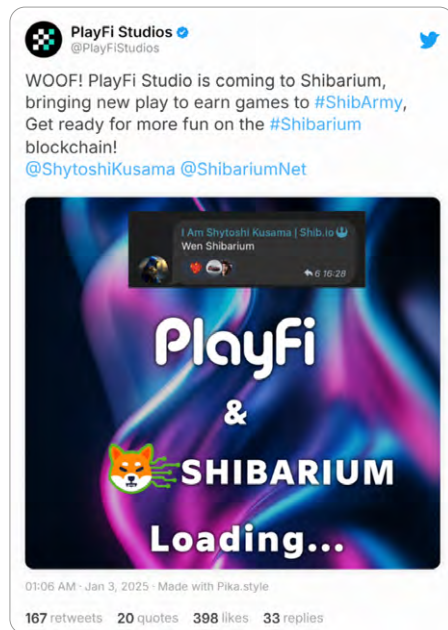 PlayFi Studios
@PlayFiStudios
WOOF! PlayFi Studio is coming to Shibarium,
bringing new play to earn games to #ShibArmy,
Get ready for more fun on the #Shibarium
blockchain!
@ShytoshiKusama @ShibariumNet
I Am Shytoshi Kusama | Shib.io
Wen Shibarium
6 16:28
PlayFi
&
SHIBARIUM
Loading...
01:06 AM · Jan 3, 2025 · Made with Pika.style
167 retweets 20 quotes 398 likes 33 replies